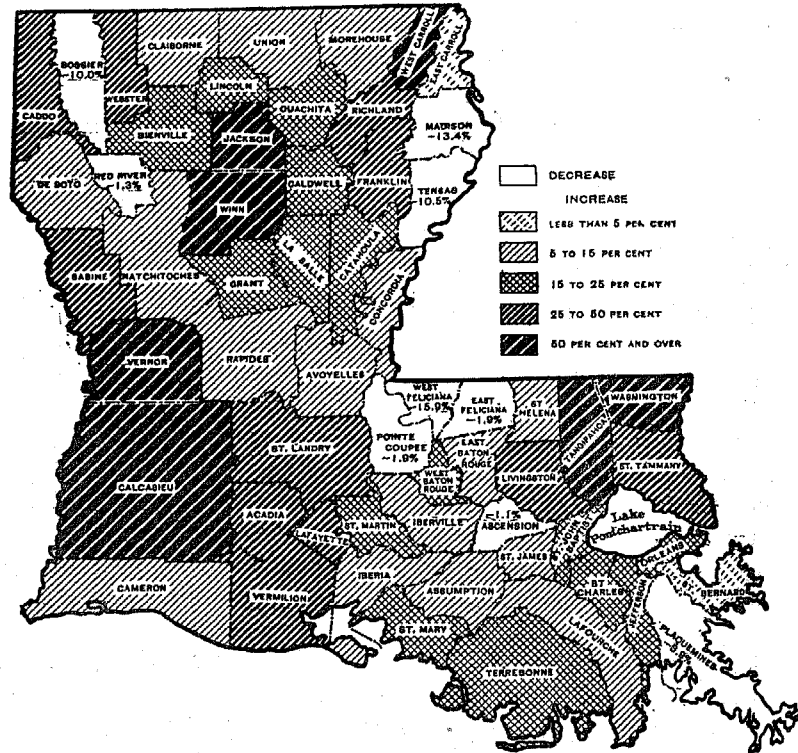 CLAIBORNE
UNION
MOREHOUSE
WEST CARROLL
EAST CARROLL
BOSSIER
-10.0%
WEBSTER
LINCOLN
OUACHITA
RICHLAND
CADDO
BIENVILLE
JACKSON
MADISON
-13.4%
DE SOTO
RED RIVER
-1.3%
CALDWELL
FRANKLIN
TENSAS
-10.5%
WINN
LA SALLE
CATAHOULA
SABINE
NATCHITOCHES
GRANT
CONCORDIA
VERNON
RAPIDES
AVOYELLES
DECREASE
INCREASE
LESS THAN 5 PER CENT
5 TO 15 PER CENT
15 TO 25 PER CENT
25 TO 50 PER CENT
50 PER CENT AND OVER
WEST
FELICIANA
-15.9%
EAST
FELICIANA
-1.9%
ST
HELENA
TANGIPAHOA
WASHINGTON
POINTE
COUPEE
-1.9%
ST. LANDRY
EAST
BATON
ROUGE
WEST
BATON
ROUGE
LIVINGSTON
ST. TAMMANY
CALCASIEU
ACADIA
LAFAYETTE
ST. MARTIN
IBERVILLE
-1.1%
ASCENSION
ST. JOHN
BAPTIST
Lake
Pontchartrain
ST. JAMES
ORLEANS
CAMERON
VERMILION
IBERIA
ASSUMPTION
ST
CHARLES
JEFFERSON
ST.
BERNARD
ST. MARY
LAFOURCHE
PLAQUEMINES
TERREBONNE